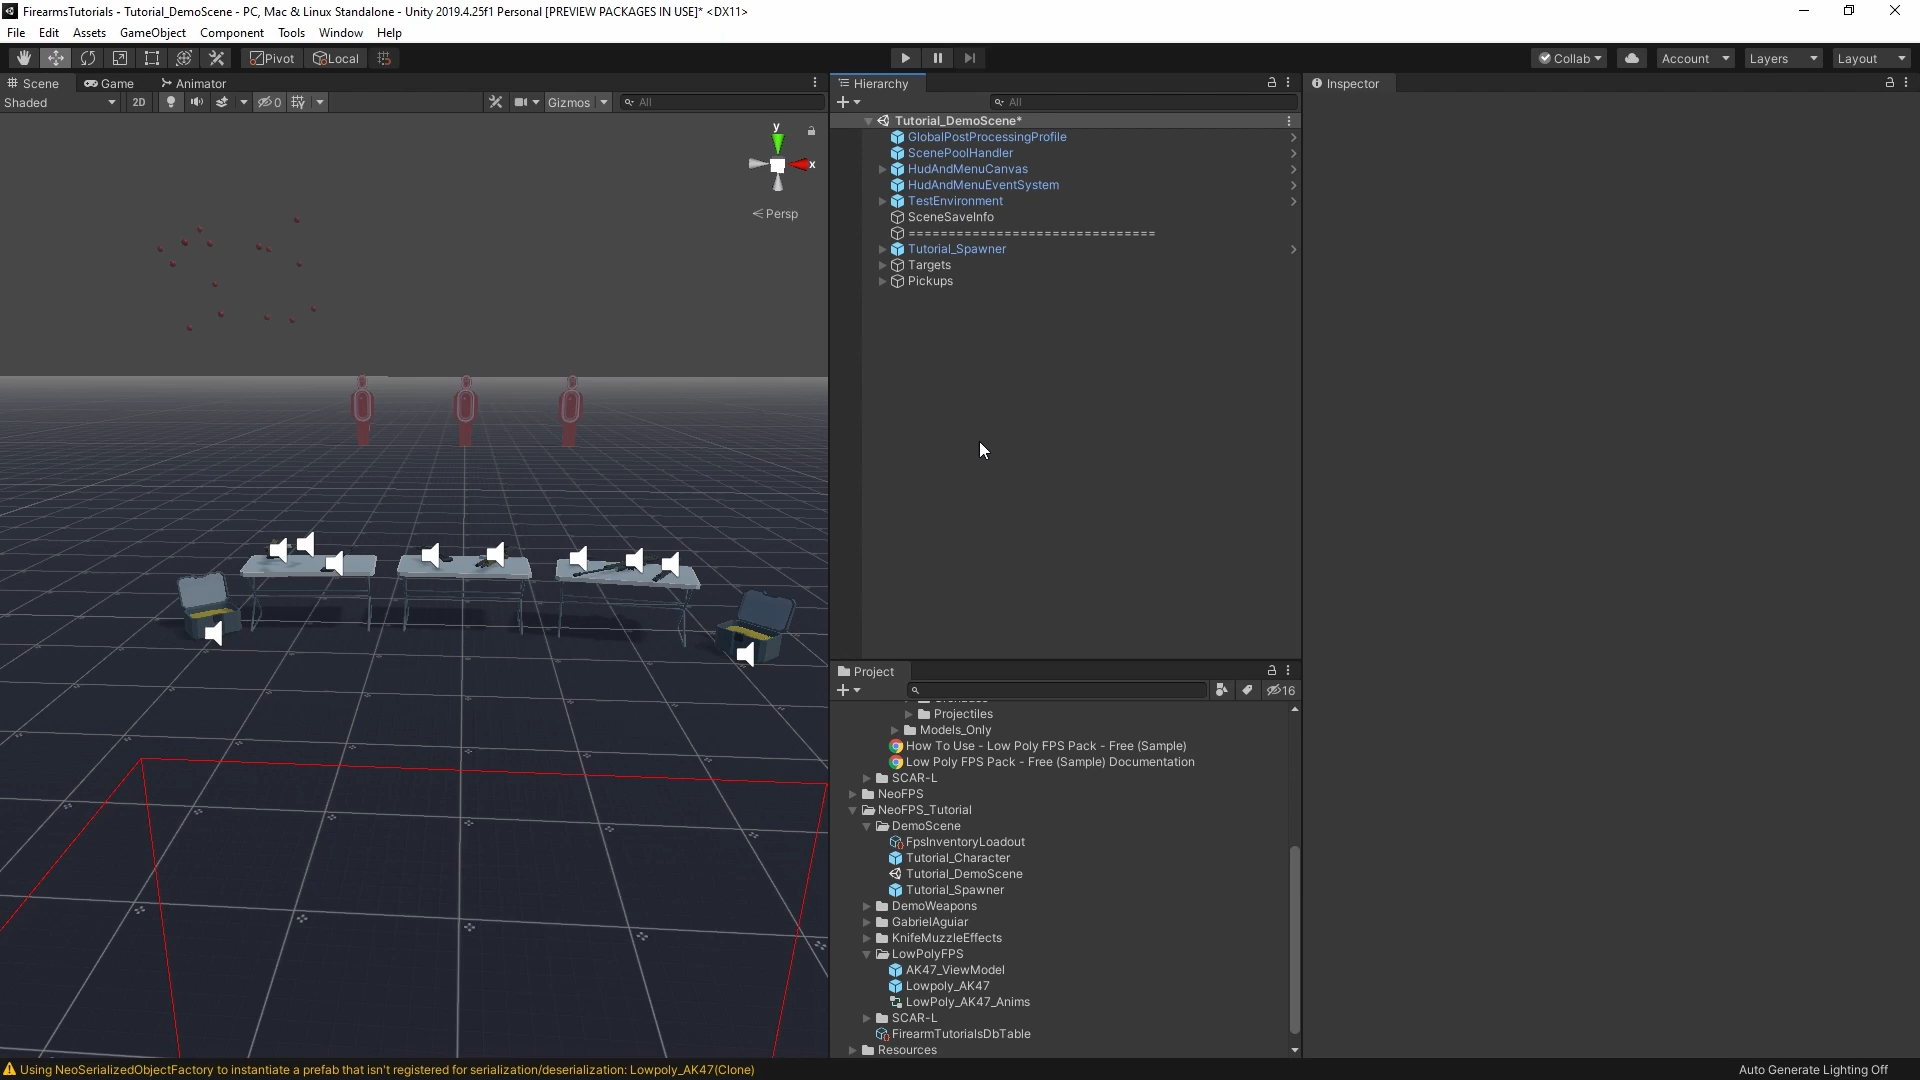 FirearmsTutorials - Tutorial_DemoScene - PC, Mac & Linux Standalone - Unity 2019.4.25f1 Personal [PREVIEW PACKAGES IN USE]* <DX11>
File Edit Assets GameObject Component Tools Window Help
Pivot Local Collab Account Layers Layout
Scene Game Animator
Shaded 2D 0 Gizmos All
y
x
Persp
Hierarchy
All
Tutorial_DemoScene*
GlobalPostProcessingProfile
ScenePoolHandler
HudAndMenuCanvas
HudAndMenuEventSystem
TestEnvironment
SceneSaveInfo
===============================
Tutorial_Spawner
Targets
Pickups
Project
16
Projectiles
Models_Only
How To Use - Low Poly FPS Pack - Free (Sample)
Low Poly FPS Pack - Free (Sample) Documentation
SCAR-L
NeoFPS
NeoFPS_Tutorial
DemoScene
FpsInventoryLoadout
Tutorial_Character
Tutorial_DemoScene
Tutorial_Spawner
DemoWeapons
GabrielAguiar
KnifeMuzzleEffects
LowPolyFPS
AK47_ViewModel
Lowpoly_AK47
LowPoly_AK47_Anims
SCAR-L
FirearmTutorialsDbTable
Resources
Inspector
Using NeoSerializedObjectFactory to instantiate a prefab that isn't registered for serialization/deserialization: Lowpoly_AK47(Clone)
Auto Generate Lighting Off